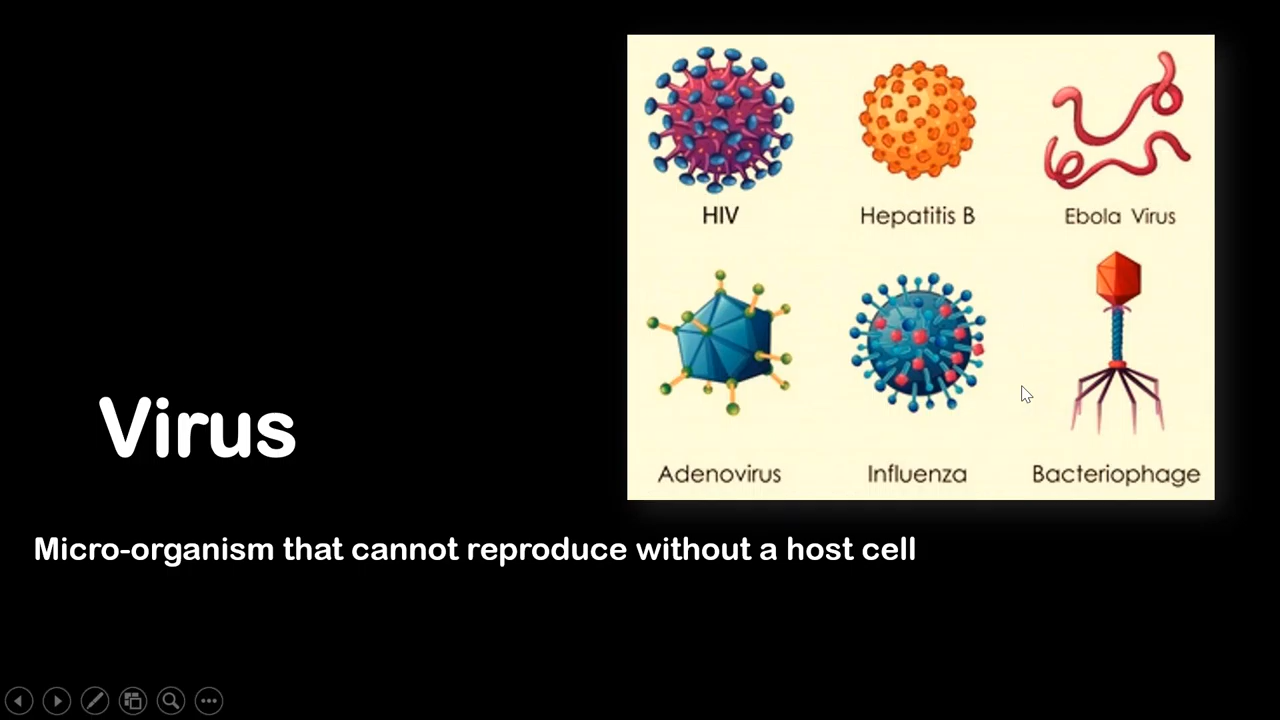 HIV
Hepatitis B
Ebola Virus
Adenovirus
Influenza
Bacteriophage
Virus
Micro-organism that cannot reproduce without a host cell